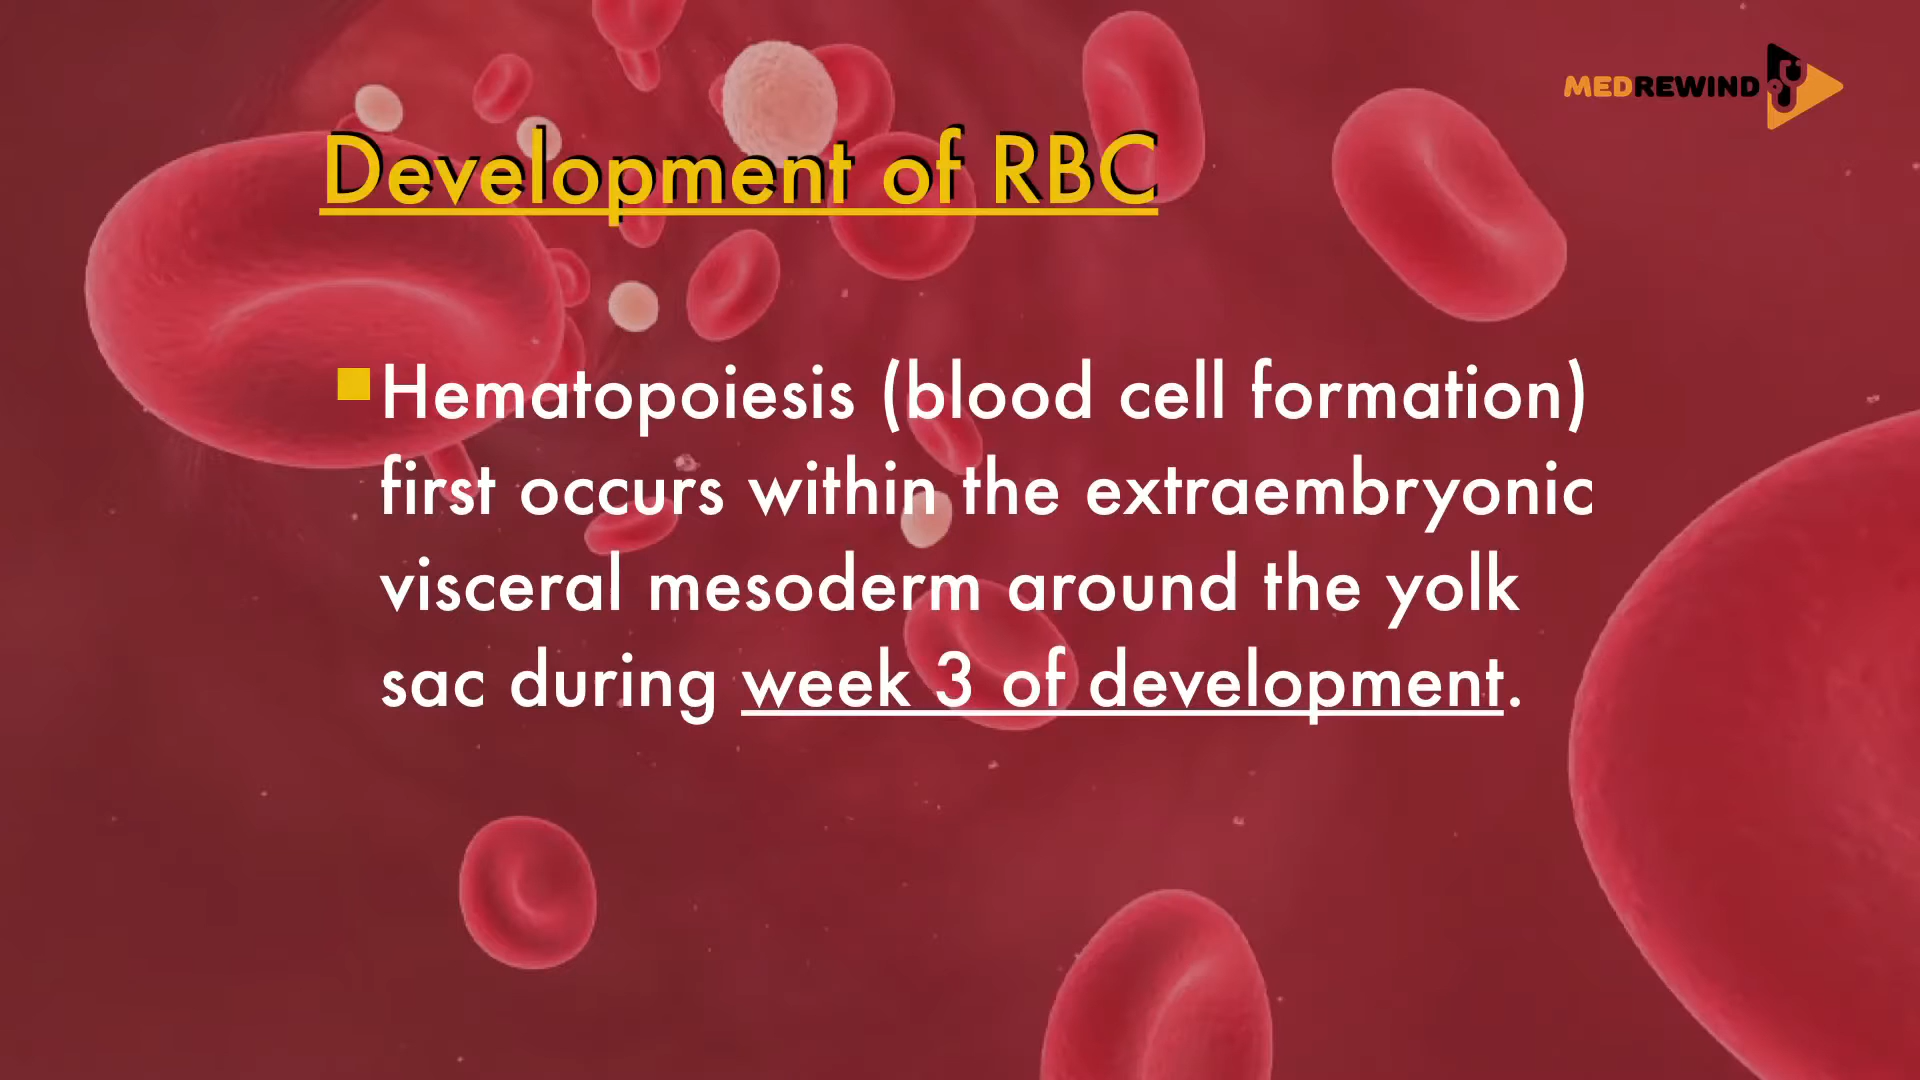 MEDREWIND
Development of RBC
Hematopoiesis (blood cell formation)
first occurs within the extraembryonic
visceral mesoderm around the yolk
sac during week 3 of development.